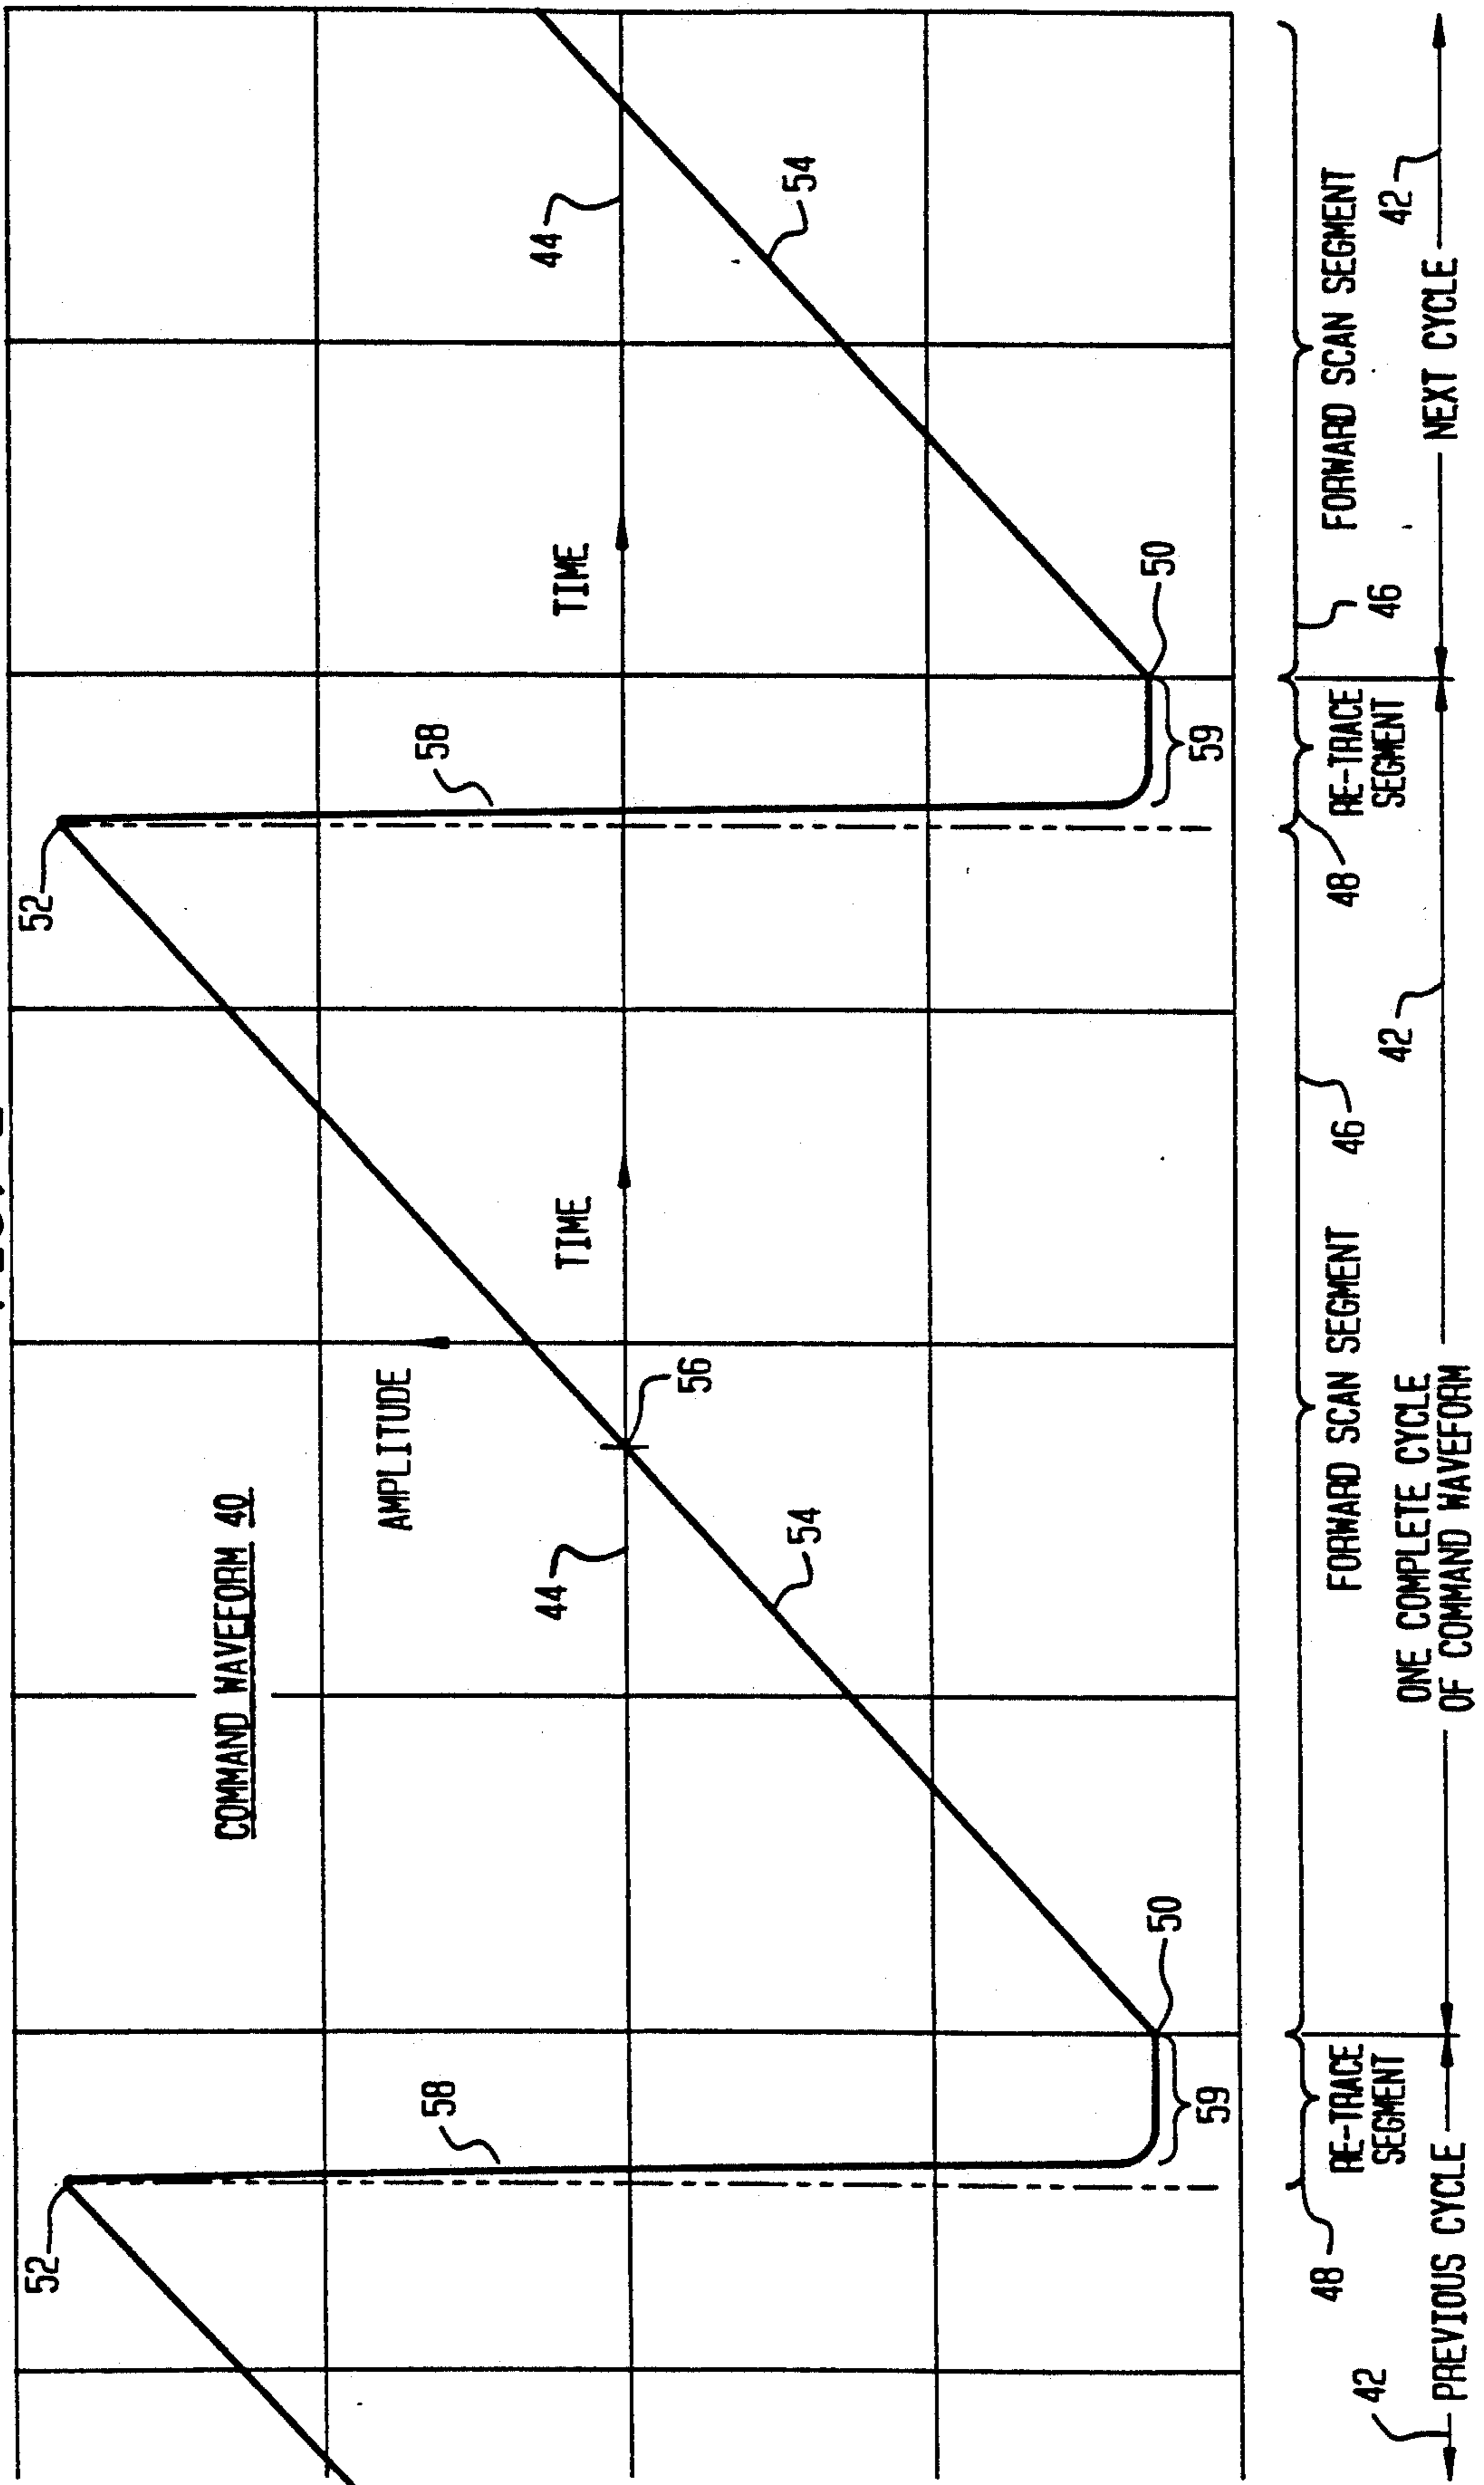 COMMAND WAVEFORM 40
AMPLITUDE
TIME
TIME
52
52
58
58
44
44
56
54
54
50
50
59
59
48
RE-TRACE
SEGMENT
FORWARD SCAN SEGMENT
46
48
RE-TRACE
SEGMENT
46
FORWARD SCAN SEGMENT
42
PREVIOUS CYCLE
ONE COMPLETE CYCLE
OF COMMAND WAVEFORM
42
NEXT CYCLE
42